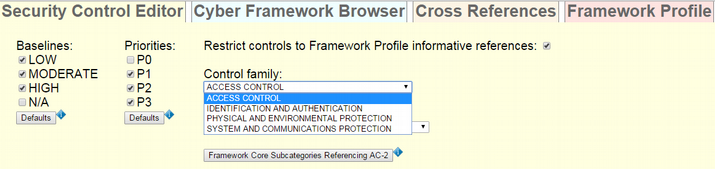 Security Control Editor Cyber Framework Browser Cross References Framework Profile
Baselines: Priorities: Restrict controls to Framework Profile informative references:
LOW P0
MODERATE P1 Control family:
HIGH P2 ACCESS CONTROL
N/A P3 ACCESS CONTROL
IDENTIFICATION AND AUTHENTICATION
Defaults Defaults PHYSICAL AND ENVIRONMENTAL PROTECTION
SYSTEM AND COMMUNICATIONS PROTECTION
Framework Core Subcategories Referencing AC-2